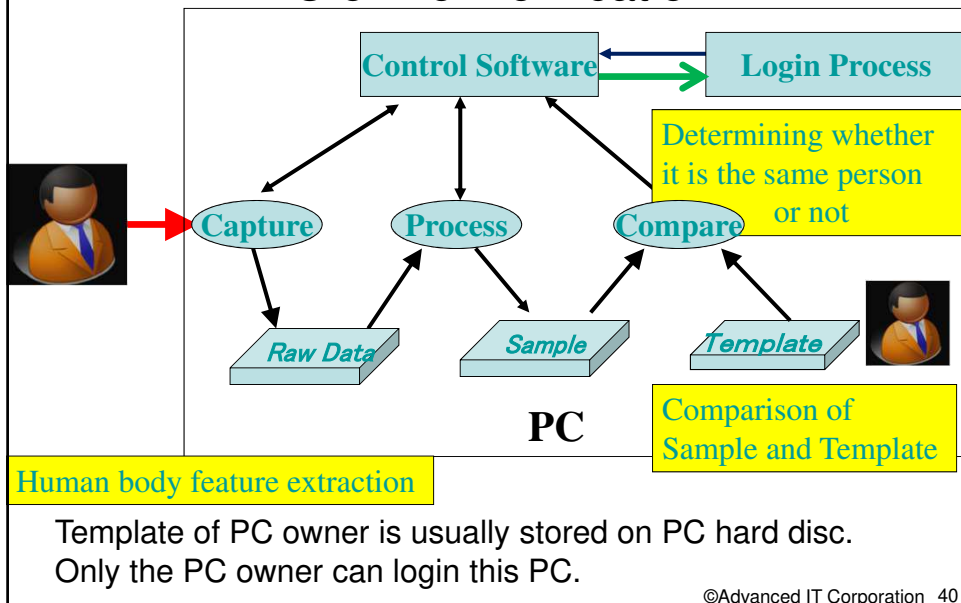 Control Software
Login Process
Determining whether
it is the same person
or not
Capture
Process
Compare
Raw Data
Sample
Template
PC
Comparison of
Sample and Template
Human body feature extraction
Template of PC owner is usually stored on PC hard disc.
Only the PC owner can login this PC.
©Advanced IT Corporation 40